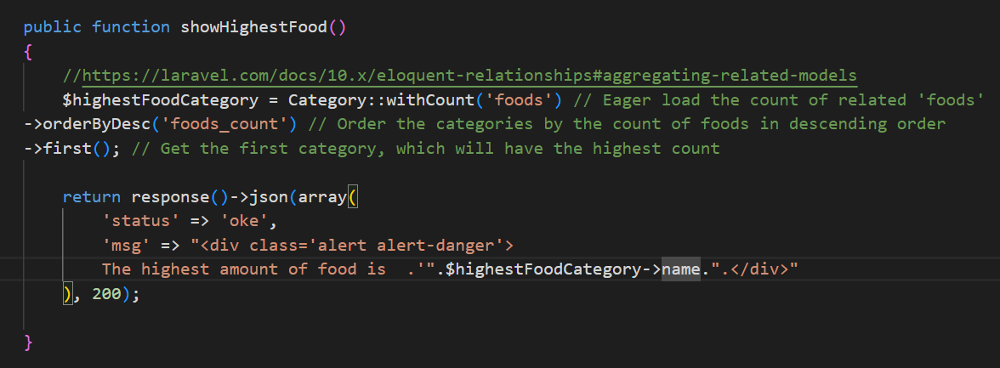 public function showHighestFood()
{
//https://laravel.com/docs/10.x/eloquent-relationships#aggregating-related-models
$highestFoodCategory = Category::withCount('foods') // Eager load the count of related 'foods'
->orderByDesc('foods_count') // Order the categories by the count of foods in descending order
->first(); // Get the first category, which will have the highest count
return response()->json(array(
'status' => 'oke',
'msg' => "<div class='alert alert-danger'>
The highest amount of food is  .'".$highestFoodCategory->name.".</div>"
), 200);
}